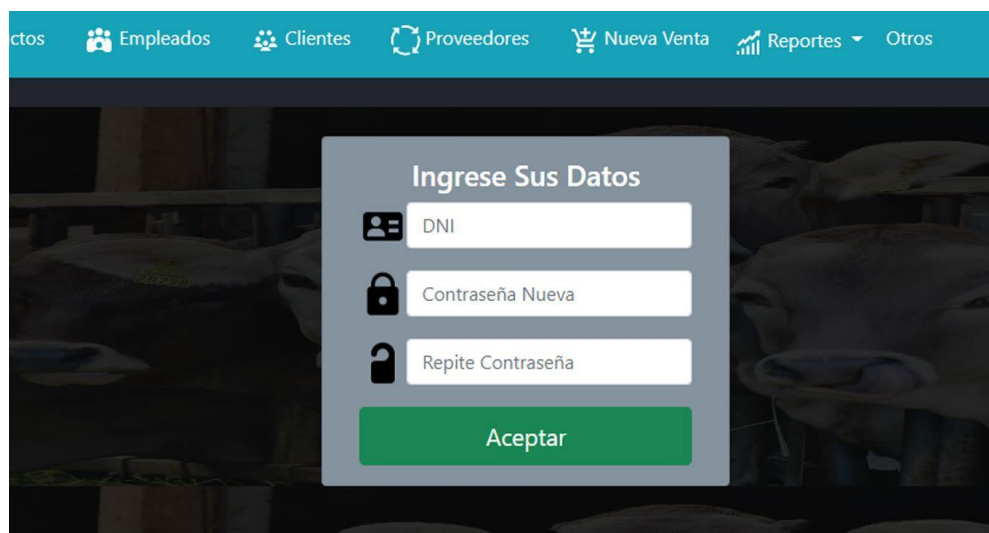 ctos Empleados Clientes Proveedores Nueva Venta Reportes Otros
Ingrese Sus Datos
DNI
Contraseña Nueva
Repite Contraseña
Aceptar